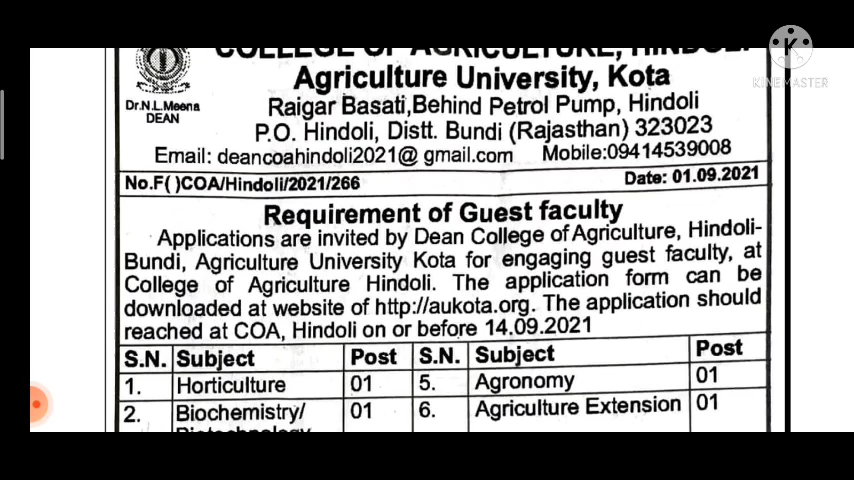 COLLEGE OF AGRICULTURE, HINDOLI
Agriculture University, Kota
Raigar Basati,Behind Petrol Pump, Hindoli
P.O. Hindoli, Distt. Bundi (Rajasthan) 323023
Dr.N.L.Meena
DEAN
Email: deancoahindoli2021@ gmail.com Mobile:09414539008
No.F( )COA/Hindoli/2021/266 Date: 01.09.2021
Requirement of Guest faculty
Applications are invited by Dean College of Agriculture, Hindoli-
Bundi, Agriculture University Kota for engaging guest faculty, at
College of Agriculture Hindoli. The application form can be
downloaded at website of http://aukota.org. The application should
reached at COA, Hindoli on or before 14.09.2021
S.N. Subject Post S.N. Subject Post
1. Horticulture 01 5. Agronomy 01
2. Biochemistry/ 01 6. Agriculture Extension 01
Biotechnology
KINEMASTER